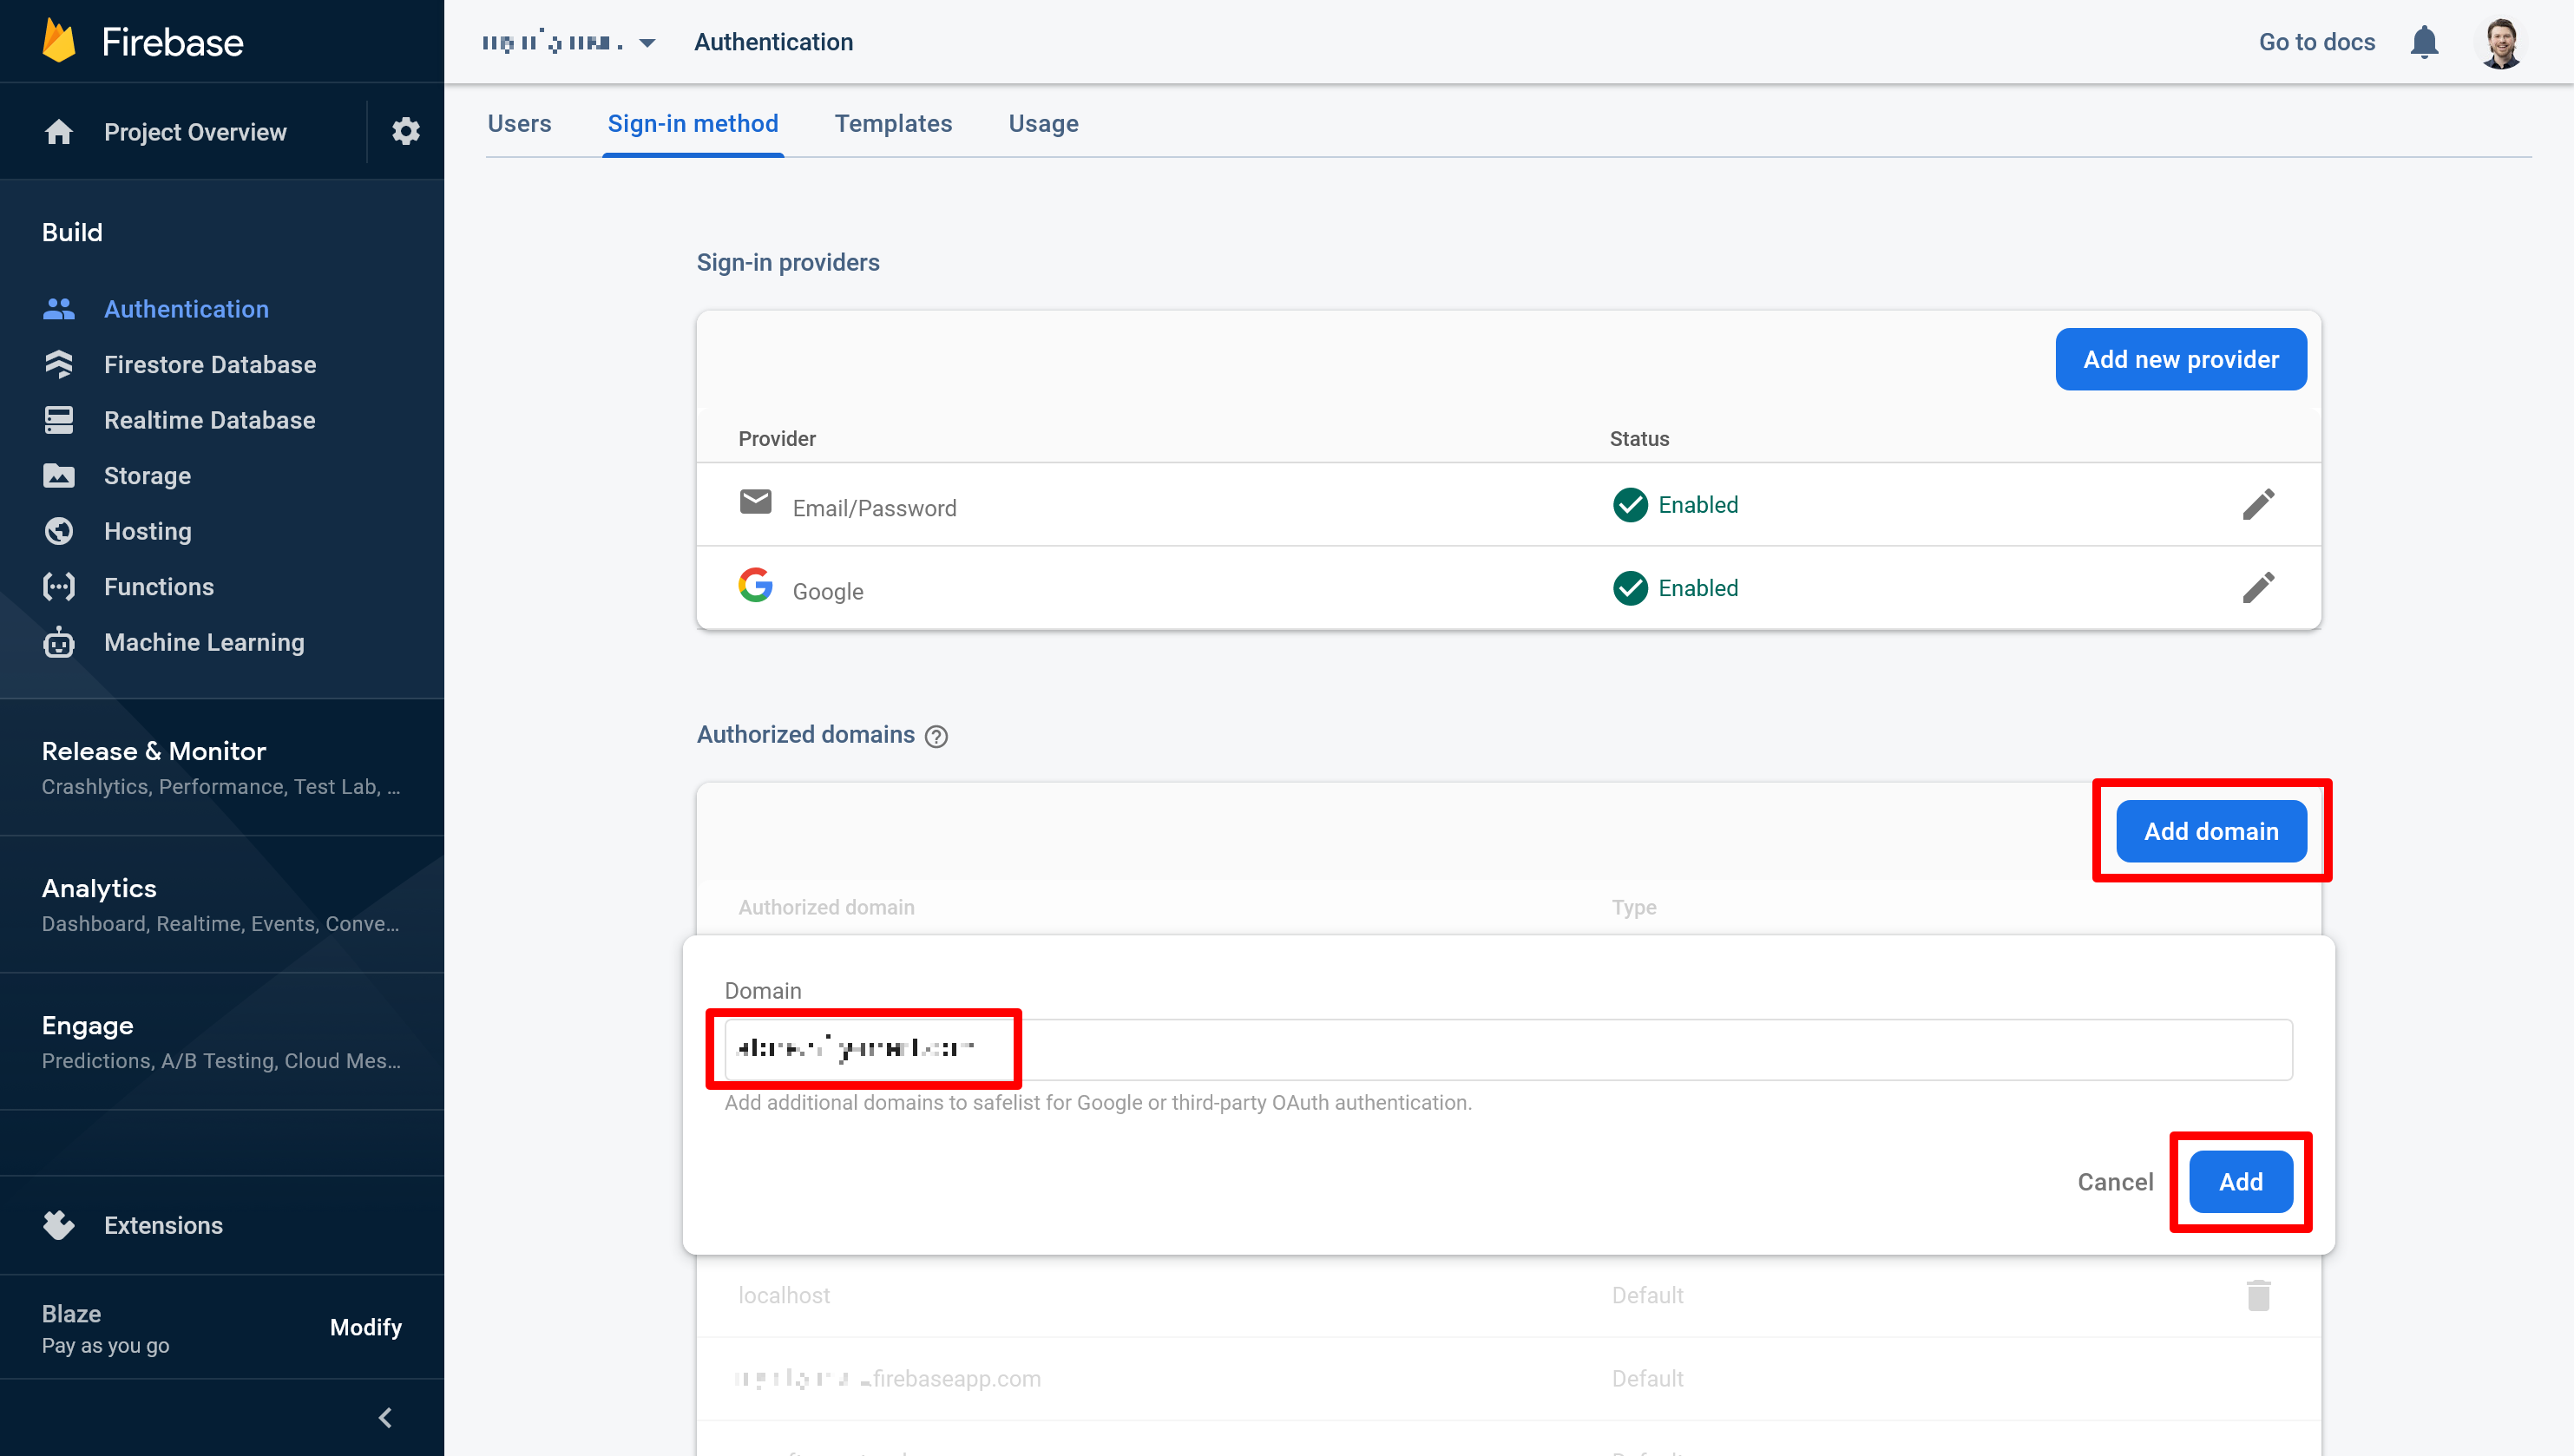 Firebase
Authentication
Go to docs
Project Overview
Users
Sign-in method
Templates
Usage
Build
Authentication
Firestore Database
Realtime Database
Storage
Hosting
Functions
Machine Learning
Release & Monitor
Crashlytics, Performance, Test Lab, ...
Analytics
Dashboard, Realtime, Events, Conve...
Engage
Predictions, A/B Testing, Cloud Mes...
Extensions
Blaze
Pay as you go
Modify
Sign-in providers
Add new provider
Provider
Status
Email/Password
Enabled
Google
Enabled
Authorized domains
Add domain
Authorized domain
Type
Domain
Add additional domains to safelist for Google or third-party OAuth authentication.
Cancel
Add
localhost
Default
.firebaseapp.com
Default